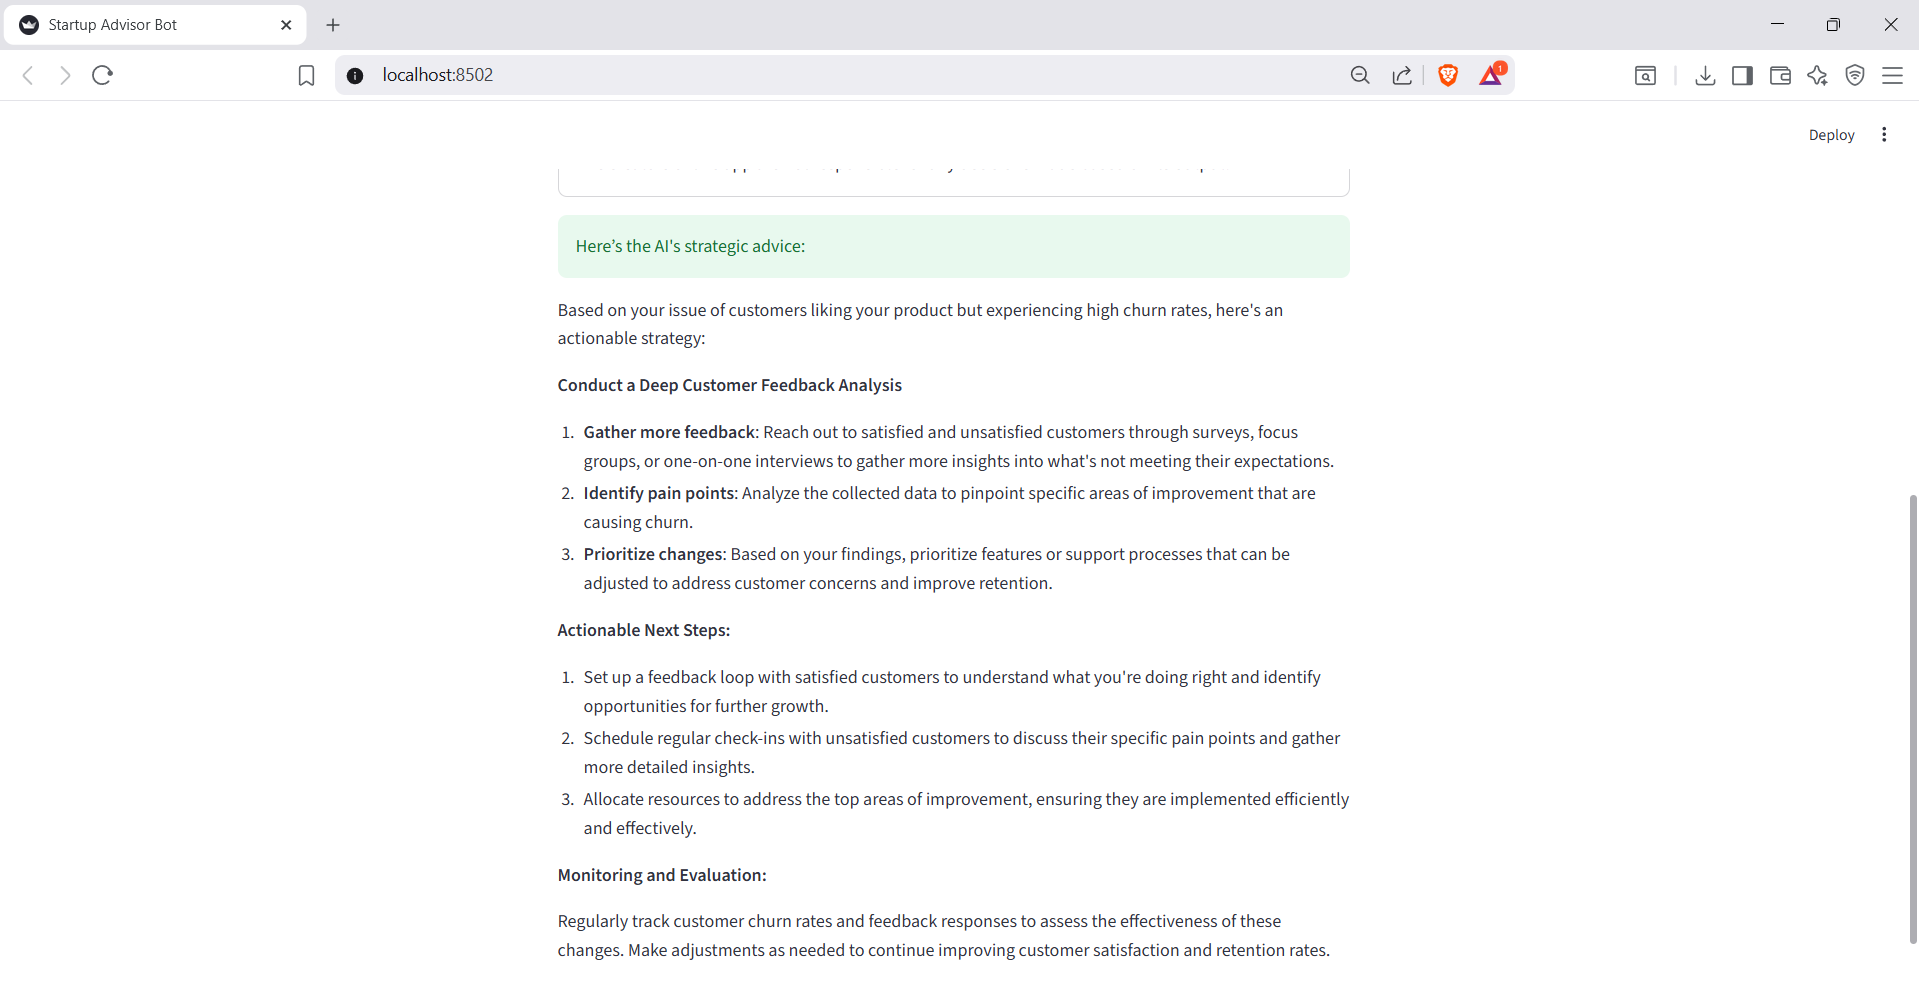 Startup Advisor Bot
localhost:8502
1
Deploy
Here’s the AI's strategic advice:
Based on your issue of customers liking your product but experiencing high churn rates, here's an
actionable strategy:
Conduct a Deep Customer Feedback Analysis
1. Gather more feedback: Reach out to satisfied and unsatisfied customers through surveys, focus
groups, or one-on-one interviews to gather more insights into what's not meeting their expectations.
2. Identify pain points: Analyze the collected data to pinpoint specific areas of improvement that are
causing churn.
3. Prioritize changes: Based on your findings, prioritize features or support processes that can be
adjusted to address customer concerns and improve retention.
Actionable Next Steps:
1. Set up a feedback loop with satisfied customers to understand what you're doing right and identify
opportunities for further growth.
2. Schedule regular check-ins with unsatisfied customers to discuss their specific pain points and gather
more detailed insights.
3. Allocate resources to address the top areas of improvement, ensuring they are implemented efficiently
and effectively.
Monitoring and Evaluation:
Regularly track customer churn rates and feedback responses to assess the effectiveness of these
changes. Make adjustments as needed to continue improving customer satisfaction and retention rates.